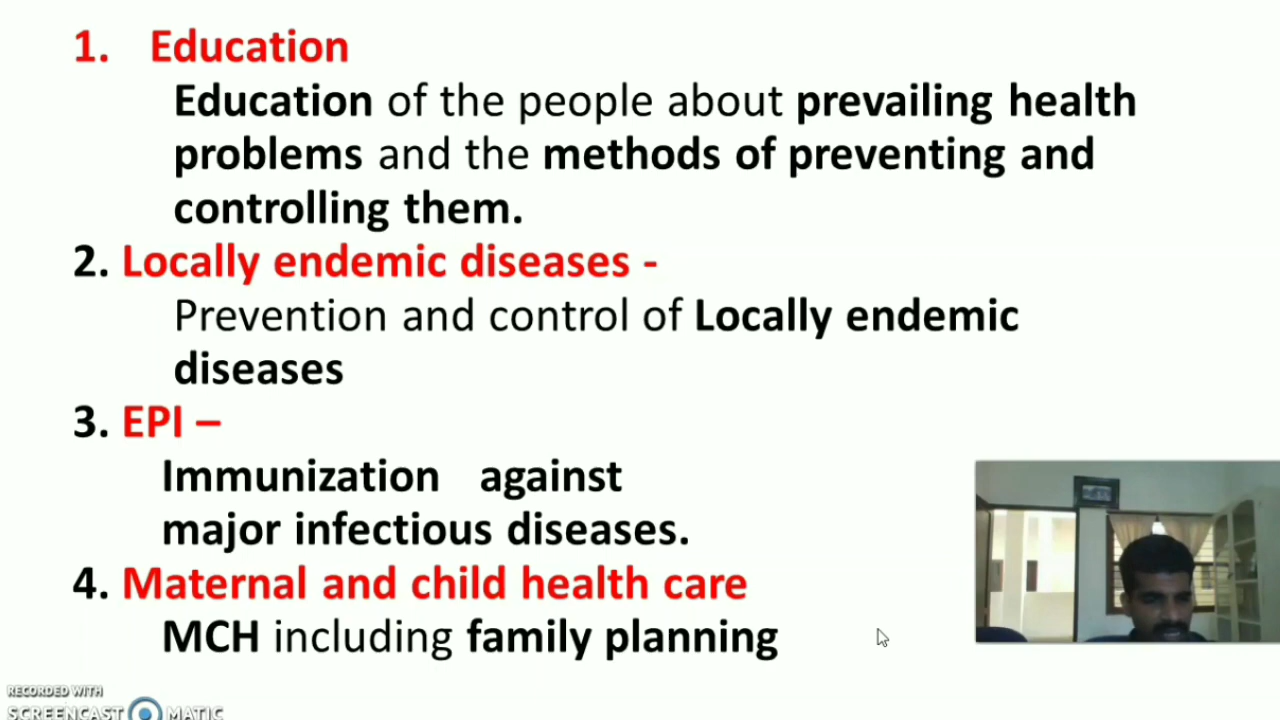 1. Education
Education of the people about prevailing health
problems and the methods of preventing and
controlling them.
2. Locally endemic diseases -
Prevention and control of Locally endemic
diseases
3. EPI –
Immunization against
major infectious diseases.
4. Maternal and child health care
MCH including family planning
RECORDED WITH
SCREENCAST MATIC